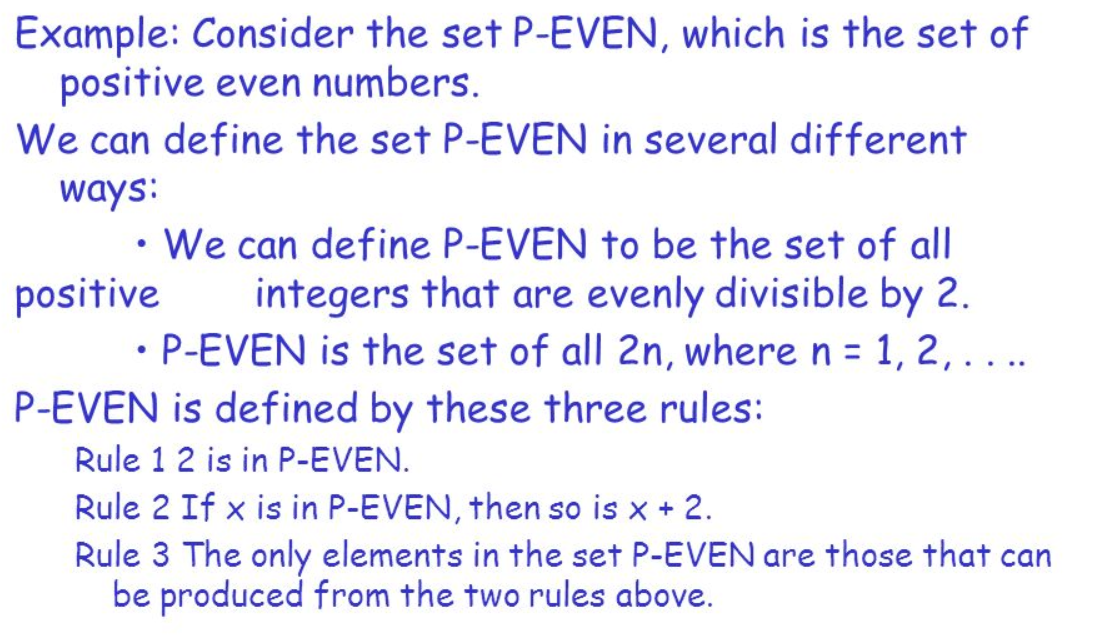 Example: Consider the set P-EVEN, which is the set of
positive even numbers.
We can define the set P-EVEN in several different
ways:
• We can define P-EVEN to be the set of all
positive integers that are evenly divisible by 2.
• P-EVEN is the set of all 2n, where n = 1, 2, . . ..
P-EVEN is defined by these three rules:
Rule 1 2 is in P-EVEN.
Rule 2 If x is in P-EVEN, then so is x + 2.
Rule 3 The only elements in the set P-EVEN are those that can
be produced from the two rules above.